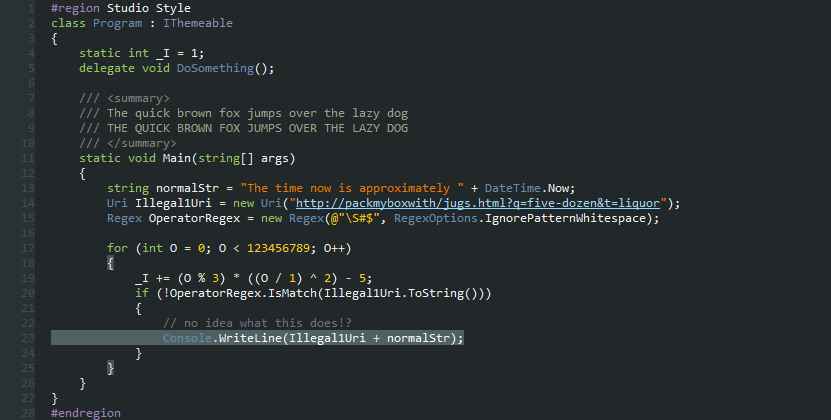 1 #region Studio Style
2 class Program : IThemeable
3 {
4     static int _I = 1;
5     delegate void DoSomething();
6
7     /// <summary>
8     /// The quick brown fox jumps over the lazy dog
9     /// THE QUICK BROWN FOX JUMPS OVER THE LAZY DOG
10     /// </summary>
11     static void Main(string[] args)
12     {
13         string normalStr = "The time now is approximately " + DateTime.Now;
14         Uri Illegal1Uri = new Uri("http://packmyboxwith/jugs.html?q=five-dozen&t=liquor");
15         Regex OperatorRegex = new Regex(@"\S#$", RegexOptions.IgnorePatternWhitespace);
16
17         for (int O = 0; O < 123456789; O++)
18         {
19             _I += (O % 3) * ((O / 1) ^ 2) - 5;
20             if (!OperatorRegex.IsMatch(Illegal1Uri.ToString()))
21             {
22                 // no idea what this does!?
23                 Console.WriteLine(Illegal1Uri + normalStr);
24             }
25         }
26     }
27 }
28 #endregion